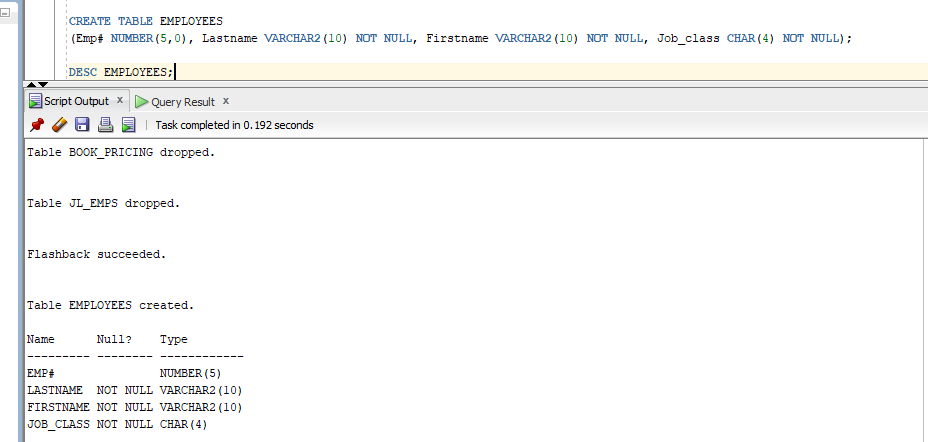 CREATE TABLE EMPLOYEES
(Emp# NUMBER(5,0), Lastname VARCHAR2(10) NOT NULL, Firstname VARCHAR2(10) NOT NULL, Job_class CHAR(4) NOT NULL);
DESC EMPLOYEES;
Script Output x Query Result x
Task completed in 0.192 seconds
Table BOOK_PRICING dropped.
Table JL_EMPS dropped.
Flashback succeeded.
Table EMPLOYEES created.
Name      Null?    Type
--------- -------- ------------
EMP#               NUMBER(5)
LASTNAME  NOT NULL VARCHAR2(10)
FIRSTNAME NOT NULL VARCHAR2(10)
JOB_CLASS NOT NULL CHAR(4)